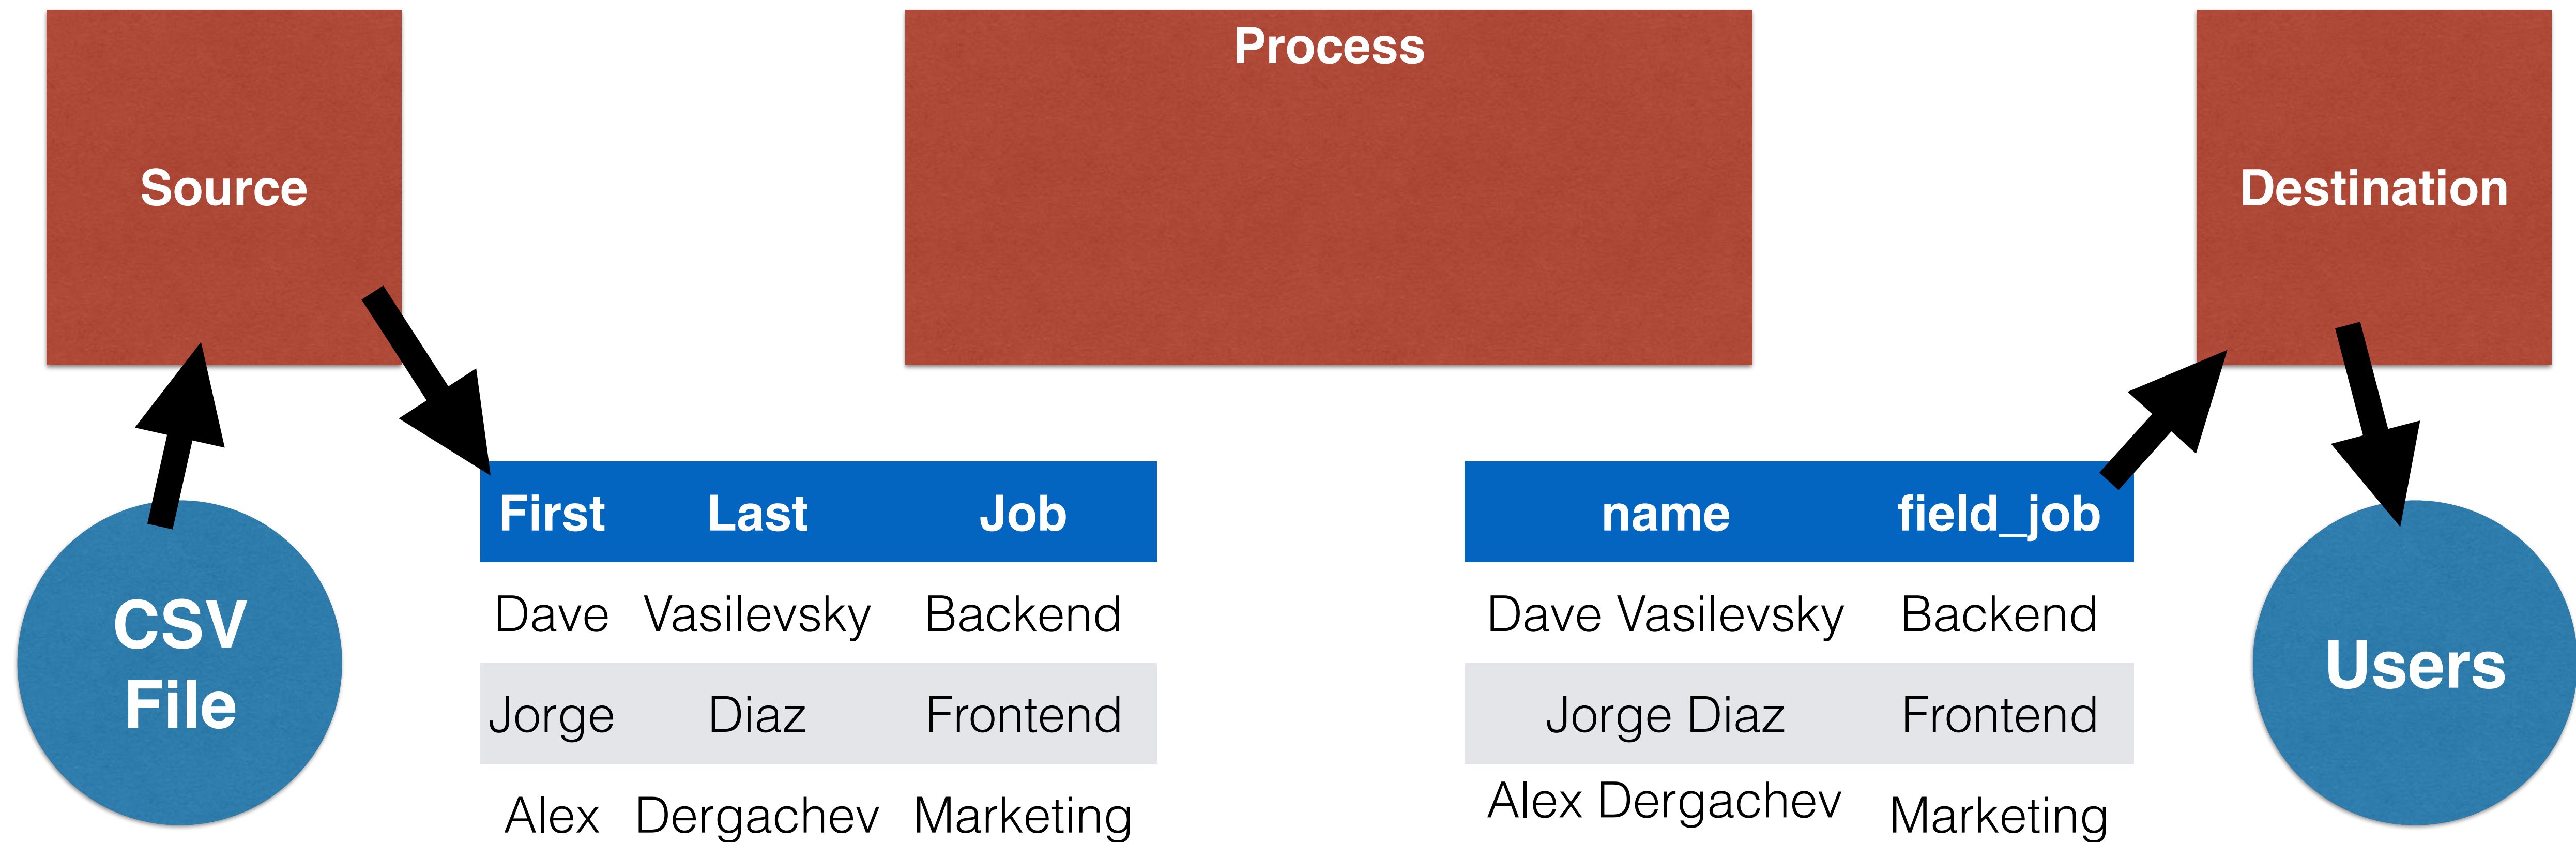 Source
Process
Destination
CSV
File
First Last Job
Dave Vasilevsky Backend
Jorge Diaz Frontend
Alex Dergachev Marketing
name field_job
Dave Vasilevsky Backend
Jorge Diaz Frontend
Alex Dergachev Marketing
Users